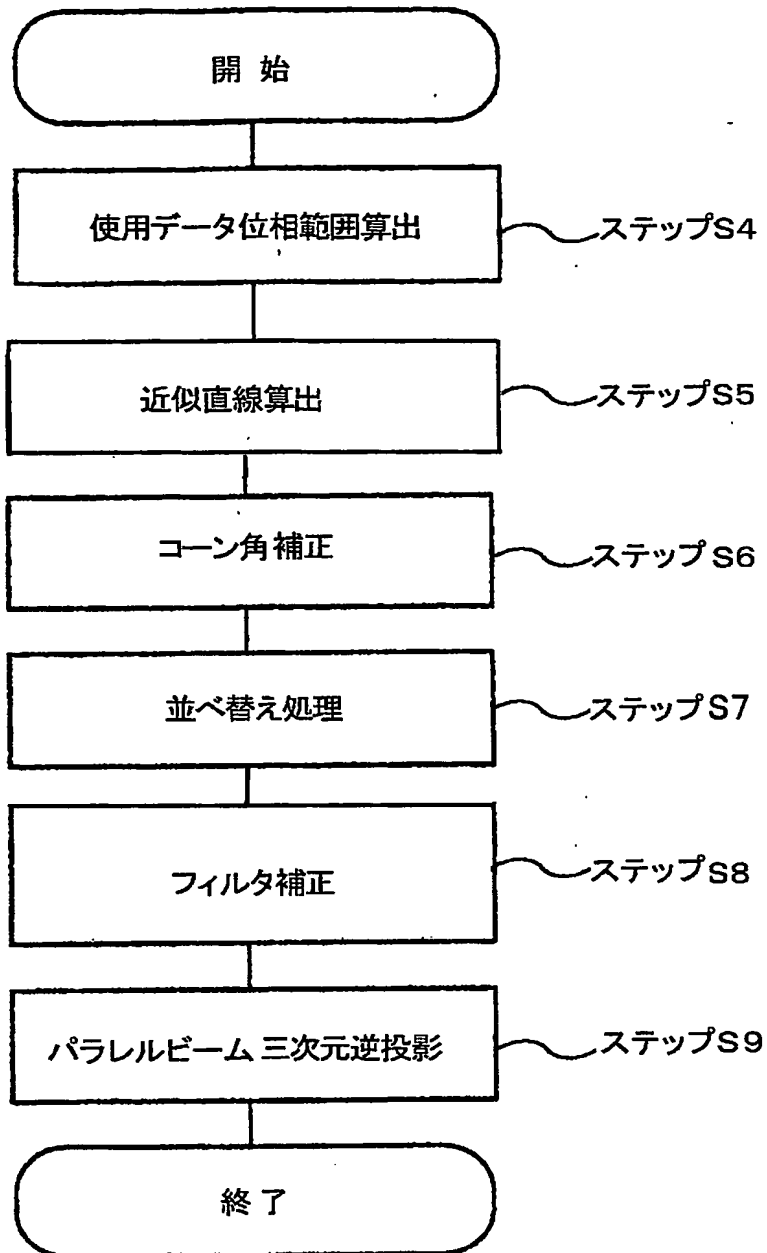 開 始
使用データ位相範囲算出
ステップS4
近似直線算出
ステップS5
コーン角補正
ステップS6
並べ替え処理
ステップS7
フィルタ補正
ステップS8
パラレルビーム三次元逆投影
ステップS9
終 了